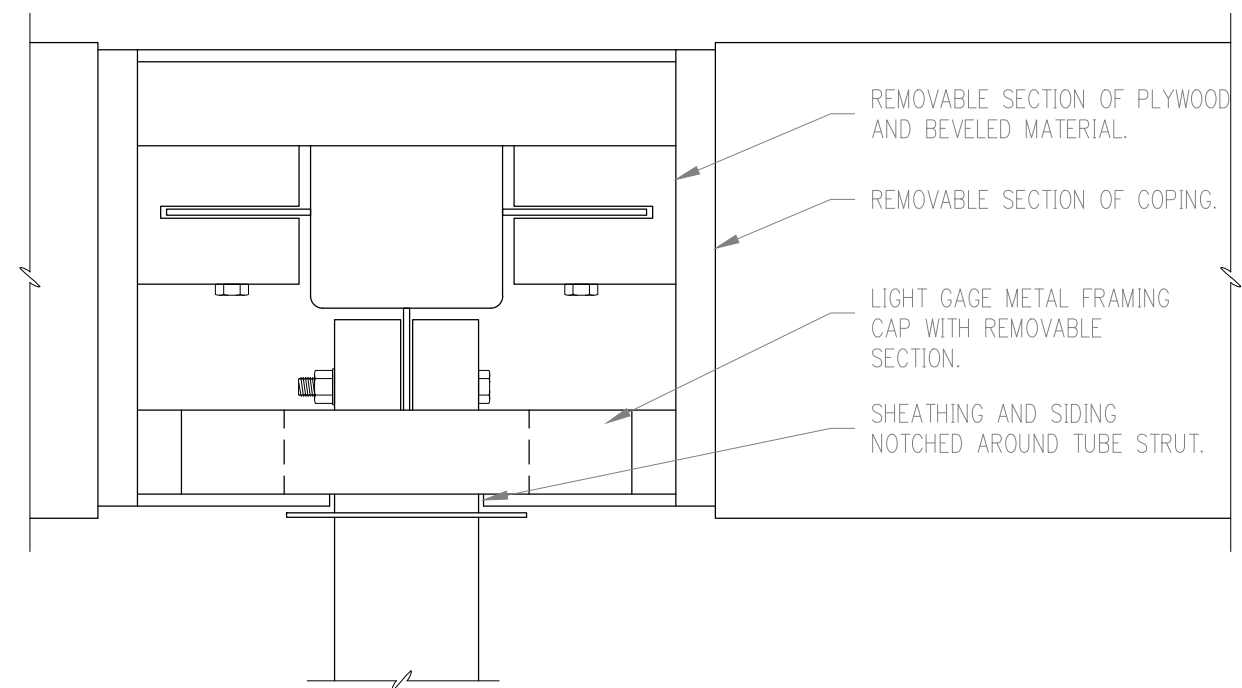 REMOVABLE SECTION OF PLYWOOD
AND BEVELED MATERIAL.
REMOVABLE SECTION OF COPING.
LIGHT GAGE METAL FRAMING
CAP WITH REMOVABLE
SECTION.
SHEATHING AND SIDING
NOTCHED AROUND TUBE STRUT.